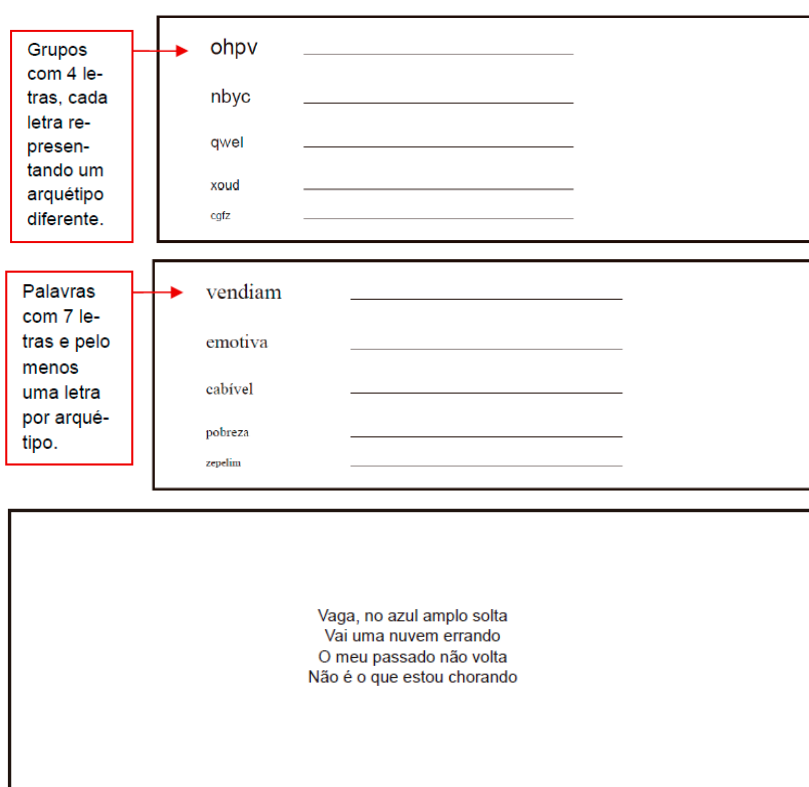 Grupos
com 4 le-
tras, cada
letra re-
presen-
tando um
arquétipo
diferente.
ohpv
nbyc
qwel
xoud
cgfz
Palavras
com 7 le-
tras e pelo
menos
uma letra
por arqué-
tipo.
vendiam
emotiva
cabível
pobreza
zepelim
Vaga, no azul amplo solta
Vai uma nuvem errando
O meu passado não volta
Não é o que estou chorando